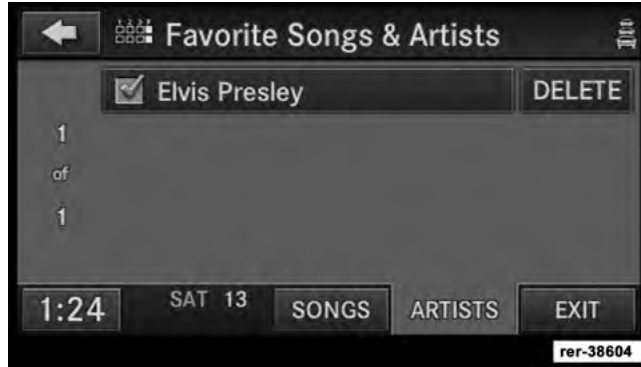 Favorite Songs & Artists
Elvis Presley DELETE
1
of
1
1:24 SAT 13 SONGS ARTISTS EXIT
rer-38604